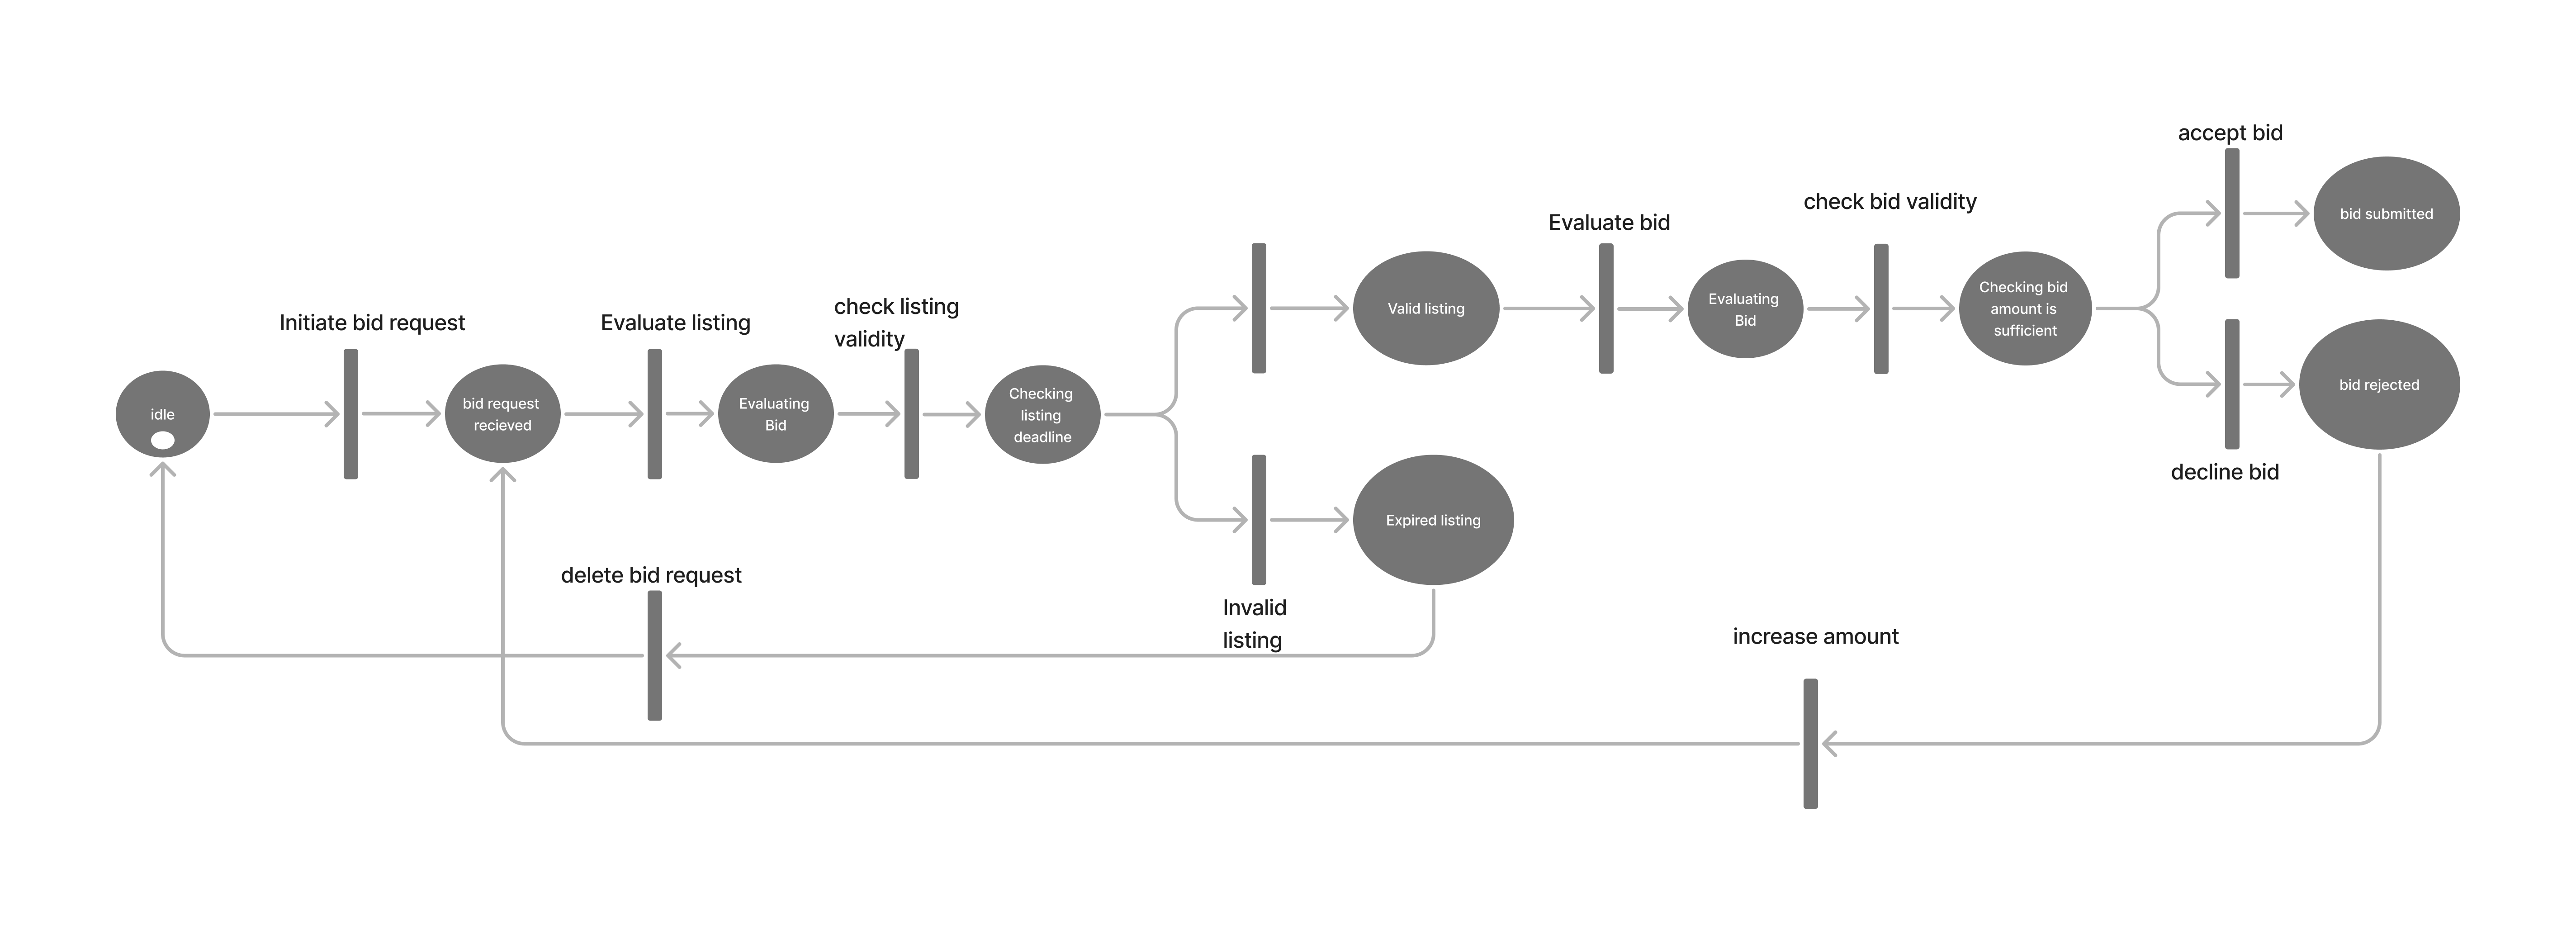 accept bid
bid submitted
check bid validity
Evaluate bid
Valid listing
Evaluating
Bid
Checking bid
amount is
sufficient
bid rejected
decline bid
Initiate bid request
Evaluate listing
check listing
validity
idle
bid request
recieved
Evaluating
Bid
Checking
listing
deadline
Expired listing
Invalid
listing
delete bid request
increase amount